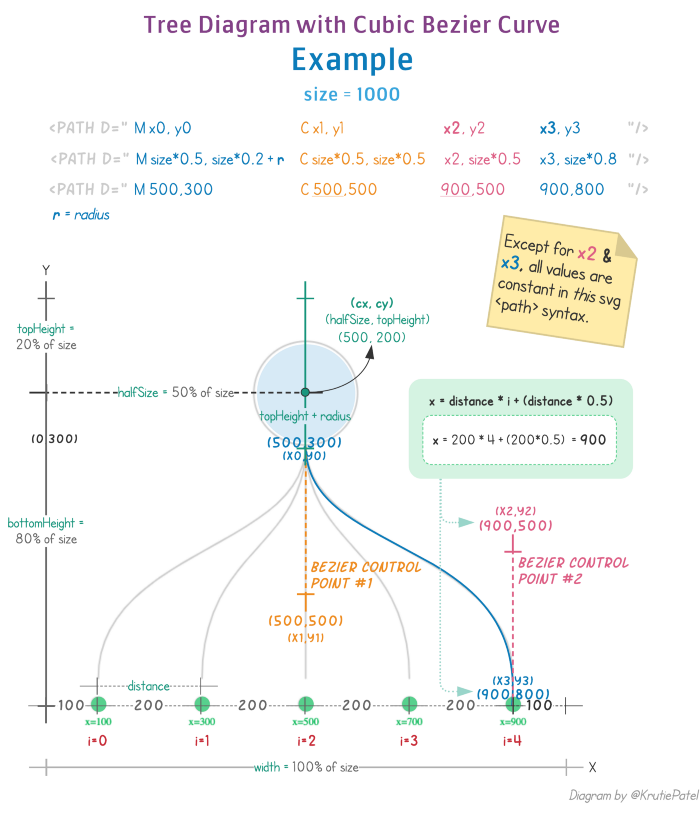 Tree Diagram with Cubic Bezier Curve
Example
size = 1000
<PATH D=" M x0, y0 C x1, y1 x2, y2 x3, y3 "/>
<PATH D=" M size*0.5, size*0.2 + r C size*0.5, size*0.5 x2, size*0.5 x3, size*0.8 "/>
<PATH D=" M 500,300 C 500,500 900,500 900,800 "/>
r = radius
Except for x2 &
x3, all values are
constant in this svg
<path> syntax.
Y
topHeight =
20% of size
(cx, cy)
(halfSize, topHeight)
(500, 200)
halfSize = 50% of size
topHeight + radius
(0,300)
(500,300)
(X0,Y0)
x = distance * i + (distance * 0.5)
x = 200 * 4 + (200*0.5) = 900
bottomHeight =
80% of size
(X2,Y2)
(900,500)
BEZIER CONTROL
POINT #1
BEZIER CONTROL
POINT #2
(500,500)
(X1,Y1)
distance
(X3,Y3)
(900,800)
100 200 200 200 200 100
x=100 x=300 x=500 x=700 x=900
i=0 i=1 i=2 i=3 i=4
width = 100% of size
X
Diagram by @KrutiePatel